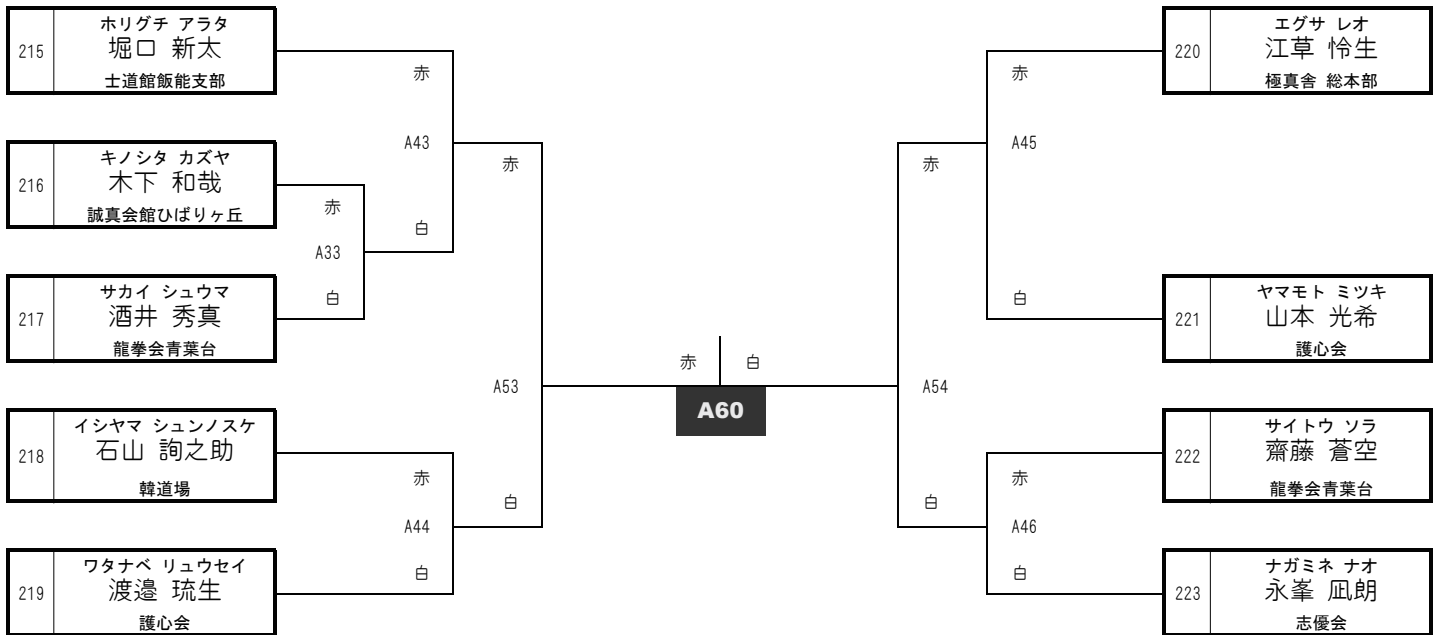 215
ホリグチ アラタ
堀口 新太
士道館飯能支部
赤
A43
白
216
キノシタ カズヤ
木下 和哉
誠真会館ひばりヶ丘
赤
A33
白
217
サカイ シュウマ
酒井 秀真
龍拳会青葉台
赤
A53
白
218
イシヤマ シュンノスケ
石山 詢之助
韓道場
赤
A44
白
219
ワタナベ リュウセイ
渡邉 琉生
護心会
赤 白
A60
220
エグサ レオ
江草 怜生
極真舎 総本部
赤
A45
白
221
ヤマモト ミツキ
山本 光希
護心会
赤
A54
白
222
サイトウ ソラ
齋藤 蒼空
龍拳会青葉台
赤
A46
白
223
ナガミネ ナオ
永峯 凪朗
志優会